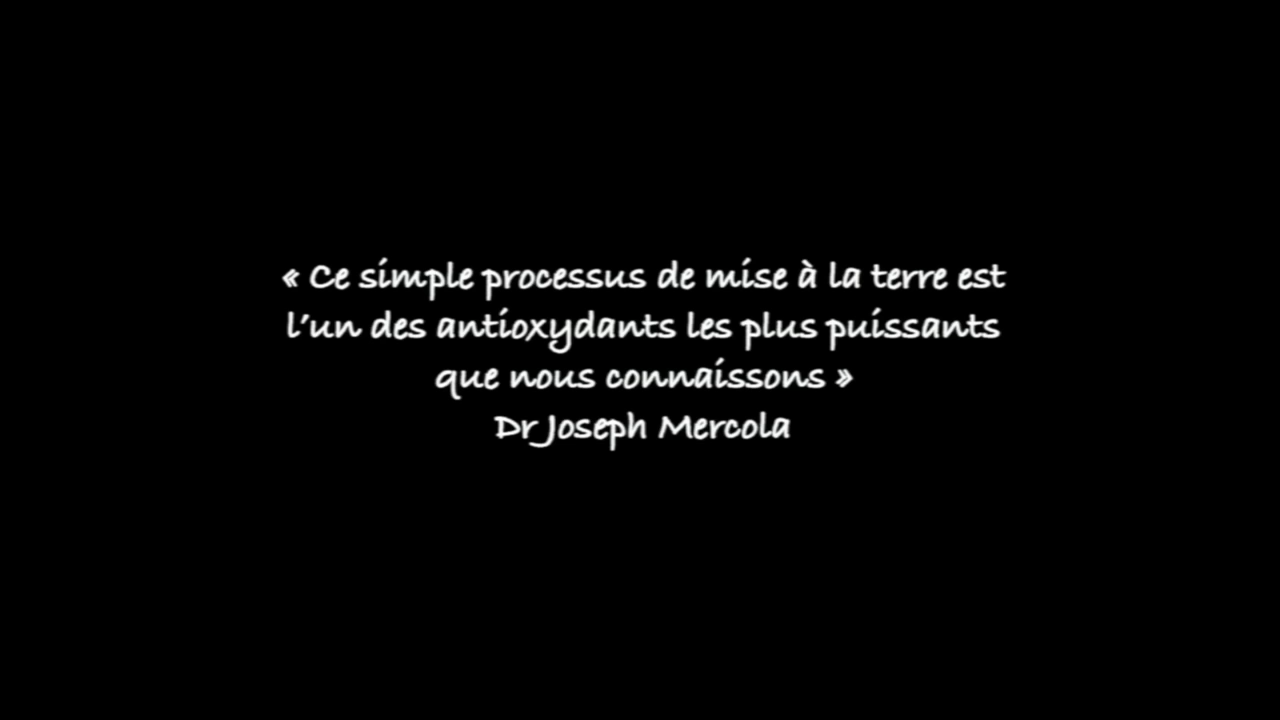 « Ce simple processus de mise à la terre est
l’un des antioxydants les plus puissants
que nous connaissons »
Dr Joseph Mercola